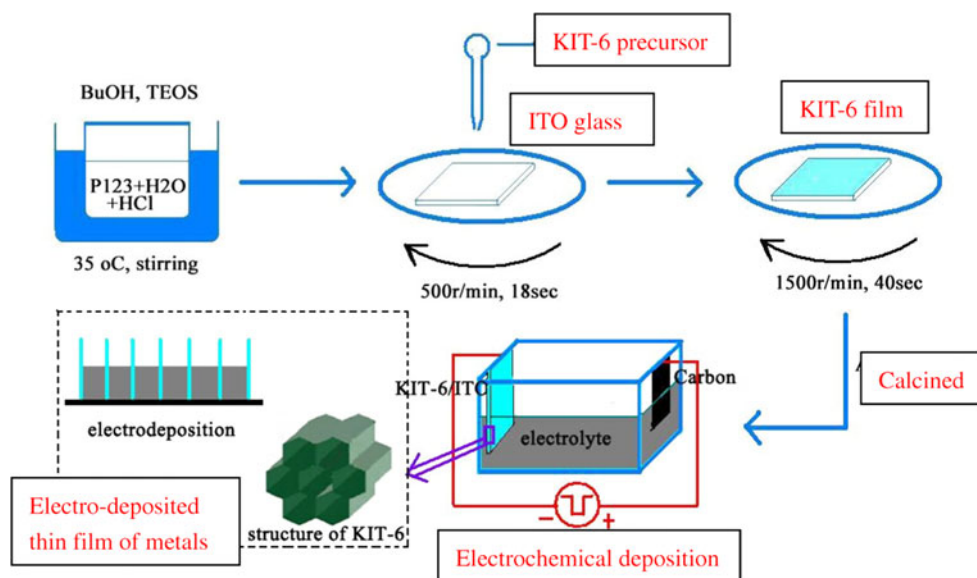 KIT-6 precursor
BuOH, TEOS
ITO glass
KIT-6 film
P123+H2O
+HCl
35 oC, stirring
500r/min, 18sec
1500r/min, 40sec
Calcined
KIT-6/ITO
Carbon
electrolyte
electrodeposition
structure of KIT-6
Electro-deposited
thin film of metals
− +
Electrochemical deposition